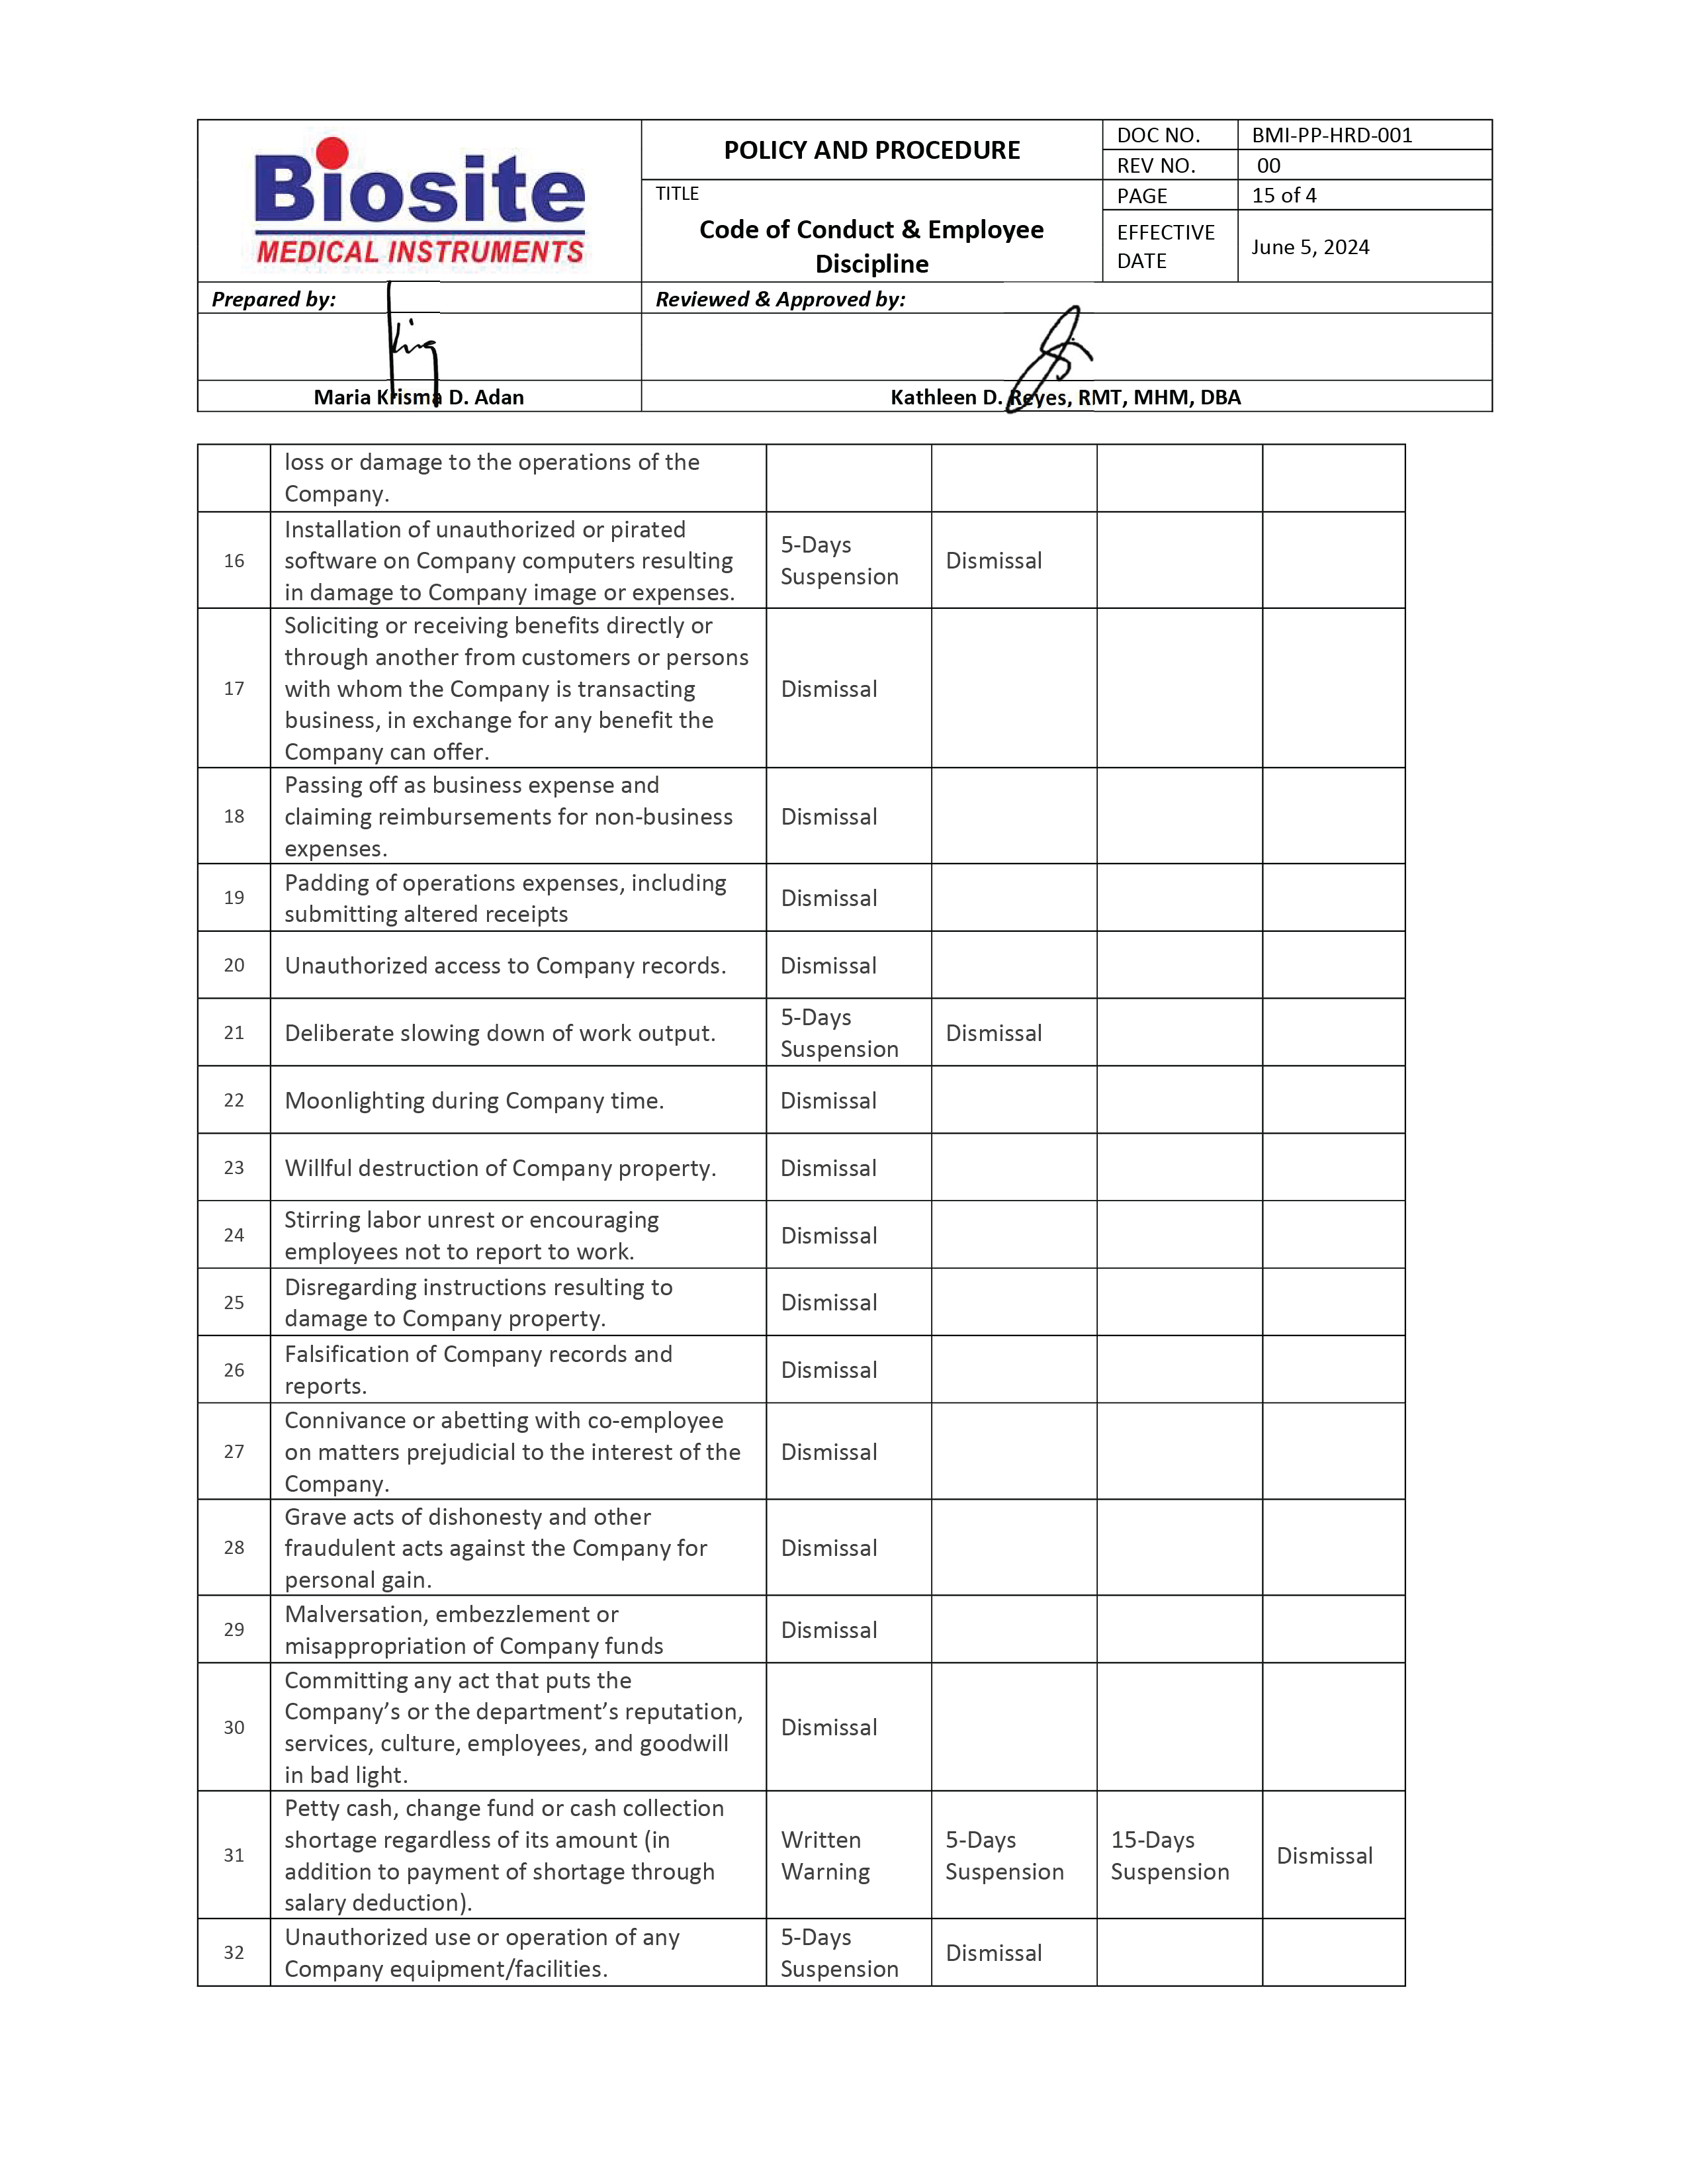 Biosite
MEDICAL INSTRUMENTS
POLICY AND PROCEDURE
DOC NO. BMI-PP-HRD-001
REV NO. 00
TITLE
Code of Conduct & Employee
Discipline
PAGE 15 of 4
EFFECTIVE
DATE
June 5, 2024
Prepared by:
Reviewed & Approved by:
Maria Krisma D. Adan
Kathleen D. Reyes, RMT, MHM, DBA
loss or damage to the operations of the
Company.
16
Installation of unauthorized or pirated
software on Company computers resulting
in damage to Company image or expenses.
5-Days
Suspension
Dismissal
17
Soliciting or receiving benefits directly or
through another from customers or persons
with whom the Company is transacting
business, in exchange for any benefit the
Company can offer.
Dismissal
18
Passing off as business expense and
claiming reimbursements for non-business
expenses.
Dismissal
19
Padding of operations expenses, including
submitting altered receipts
Dismissal
20
Unauthorized access to Company records.
Dismissal
21
Deliberate slowing down of work output.
5-Days
Suspension
Dismissal
22
Moonlighting during Company time.
Dismissal
23
Willful destruction of Company property.
Dismissal
24
Stirring labor unrest or encouraging
employees not to report to work.
Dismissal
25
Disregarding instructions resulting to
damage to Company property.
Dismissal
26
Falsification of Company records and
reports.
Dismissal
27
Connivance or abetting with co-employee
on matters prejudicial to the interest of the
Company.
Dismissal
28
Grave acts of dishonesty and other
fraudulent acts against the Company for
personal gain.
Dismissal
29
Malversation, embezzlement or
misappropriation of Company funds
Dismissal
30
Committing any act that puts the
Company’s or the department’s reputation,
services, culture, employees, and goodwill
in bad light.
Dismissal
31
Petty cash, change fund or cash collection
shortage regardless of its amount (in
addition to payment of shortage through
salary deduction).
Written
Warning
5-Days
Suspension
15-Days
Suspension
Dismissal
32
Unauthorized use or operation of any
Company equipment/facilities.
5-Days
Suspension
Dismissal